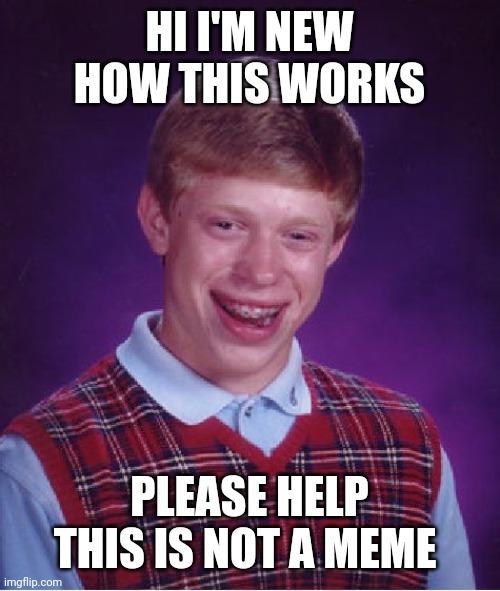 HI I'M NEW
HOW THIS WORKS
PLEASE HELP
THIS IS NOT A MEME
imgflip.com